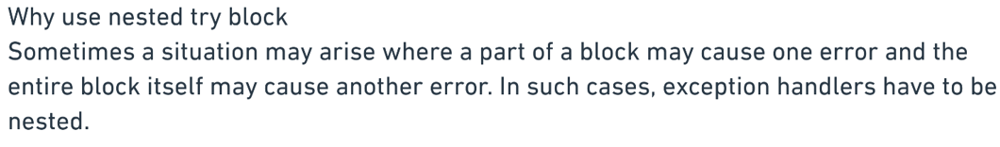 Why use nested try block
Sometimes a situation may arise where a part of a block may cause one error and the
entire block itself may cause another error. In such cases, exception handlers have to be
nested.